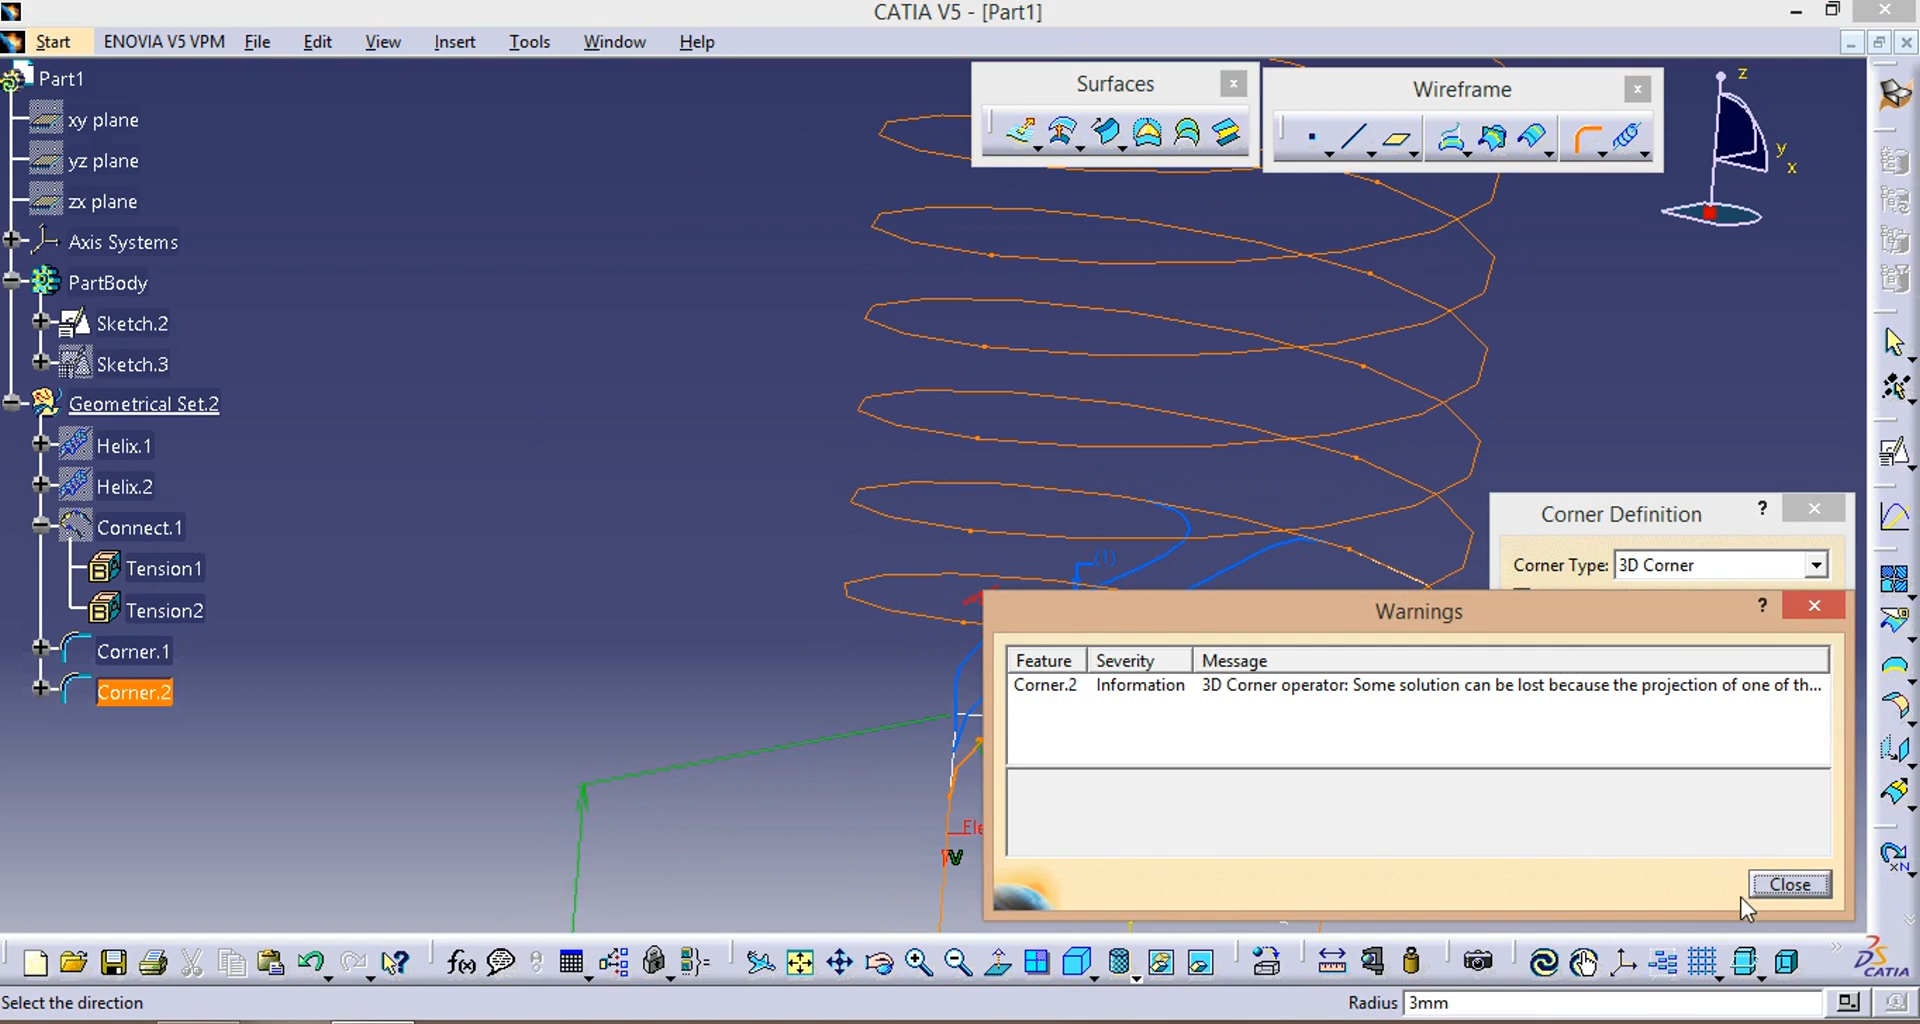 CATIA V5 - [Part1]
Start ENOVIA V5 VPM File Edit View Insert Tools Window Help
Part1
xy plane
yz plane
zx plane
Axis Systems
PartBody
Sketch.2
Sketch.3
Geometrical Set.2
Helix.1
Helix.2
Connect.1
Tension1
Tension2
Corner.1
Corner.2
Surfaces
Wireframe
z
y
x
(1)
Ele
V
Corner Definition ?
Corner Type: 3D Corner
Warnings ?
Feature Severity Message
Corner.2 Information 3D Corner operator: Some solution can be lost because the projection of one of th...
Close
f(x)
xN
CATIA
Select the direction
Radius 3mm